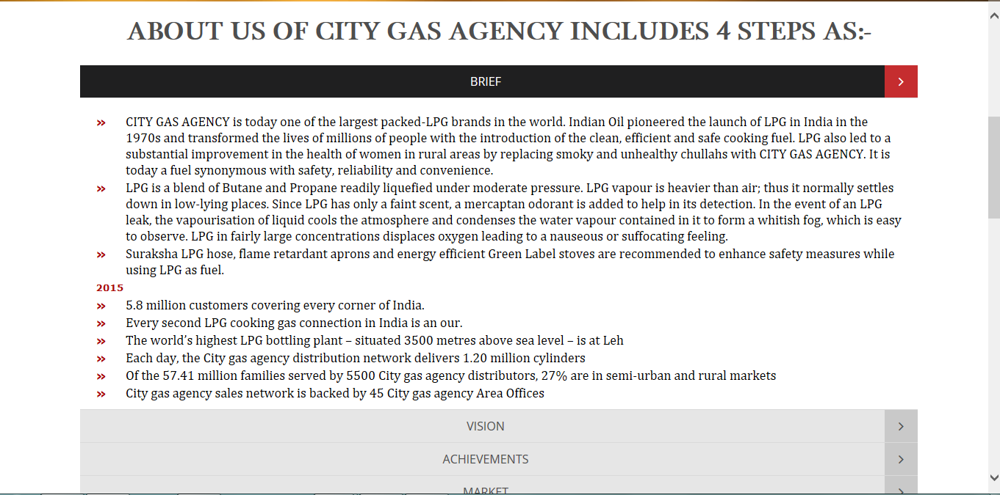 ABOUT US OF CITY GAS AGENCY INCLUDES 4 STEPS AS:-
BRIEF
» CITY GAS AGENCY is today one of the largest packed-LPG brands in the world. Indian Oil pioneered the launch of LPG in India in the
1970s and transformed the lives of millions of people with the introduction of the clean, efficient and safe cooking fuel. LPG also led to a
substantial improvement in the health of women in rural areas by replacing smoky and unhealthy chullahs with CITY GAS AGENCY. It is
today a fuel synonymous with safety, reliability and convenience.
» LPG is a blend of Butane and Propane readily liquefied under moderate pressure. LPG vapour is heavier than air; thus it normally settles
down in low-lying places. Since LPG has only a faint scent, a mercaptan odorant is added to help in its detection. In the event of an LPG
leak, the vapourisation of liquid cools the atmosphere and condenses the water vapour contained in it to form a whitish fog, which is easy
to observe. LPG in fairly large concentrations displaces oxygen leading to a nauseous or suffocating feeling.
» Suraksha LPG hose, flame retardant aprons and energy efficient Green Label stoves are recommended to enhance safety measures while
using LPG as fuel.
2015
» 5.8 million customers covering every corner of India.
» Every second LPG cooking gas connection in India is an our.
» The world’s highest LPG bottling plant – situated 3500 metres above sea level – is at Leh
» Each day, the City gas agency distribution network delivers 1.20 million cylinders
» Of the 57.41 million families served by 5500 City gas agency distributors, 27% are in semi-urban and rural markets
» City gas agency sales network is backed by 45 City gas agency Area Offices
VISION
ACHIEVEMENTS
MARKET